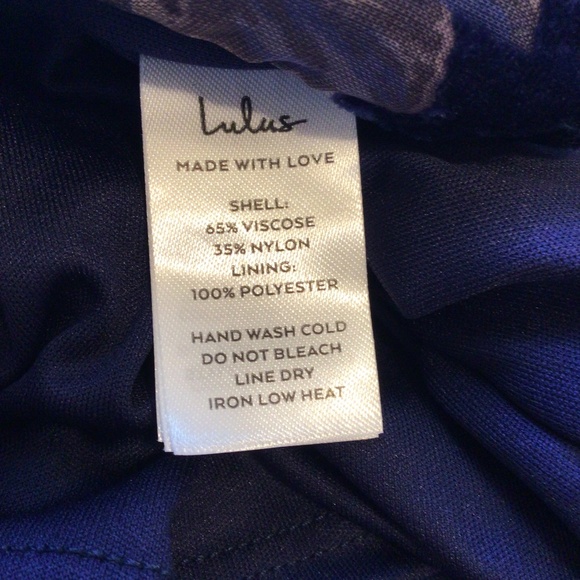 Lulus
MADE WITH LOVE
SHELL:
65% VISCOSE
35% NYLON
LINING:
100% POLYESTER
HAND WASH COLD
DO NOT BLEACH
LINE DRY
IRON LOW HEAT